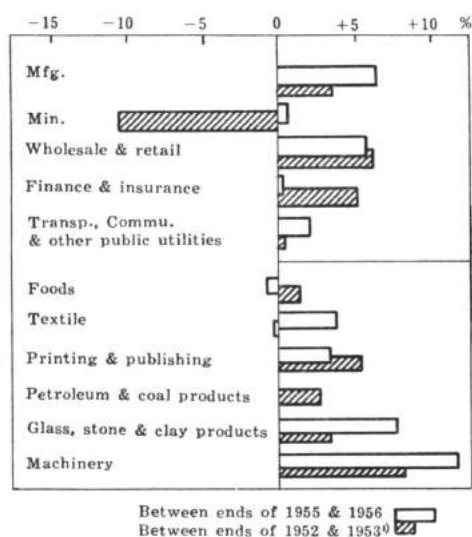 −15 −10 −5 0 +5 +10 %
Mfg.
Min.
Wholesale & retail
Finance & insurance
Transp., Commu.
& other public utilities
Foods
Textile
Printing & publishing
Petroleum & coal products
Glass, stone & clay products
Machinery
Between ends of 1955 & 1956
Between ends of 1952 & 1953¹⁾